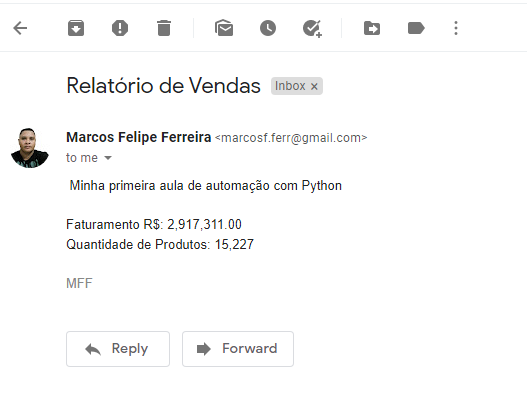 Relatório de Vendas Inbox ×
Marcos Felipe Ferreira <marcosf.ferr@gmail.com>
to me
Minha primeira aula de automação com Python
Faturamento R$: 2,917,311.00
Quantidade de Produtos: 15,227
MFF
Reply Forward